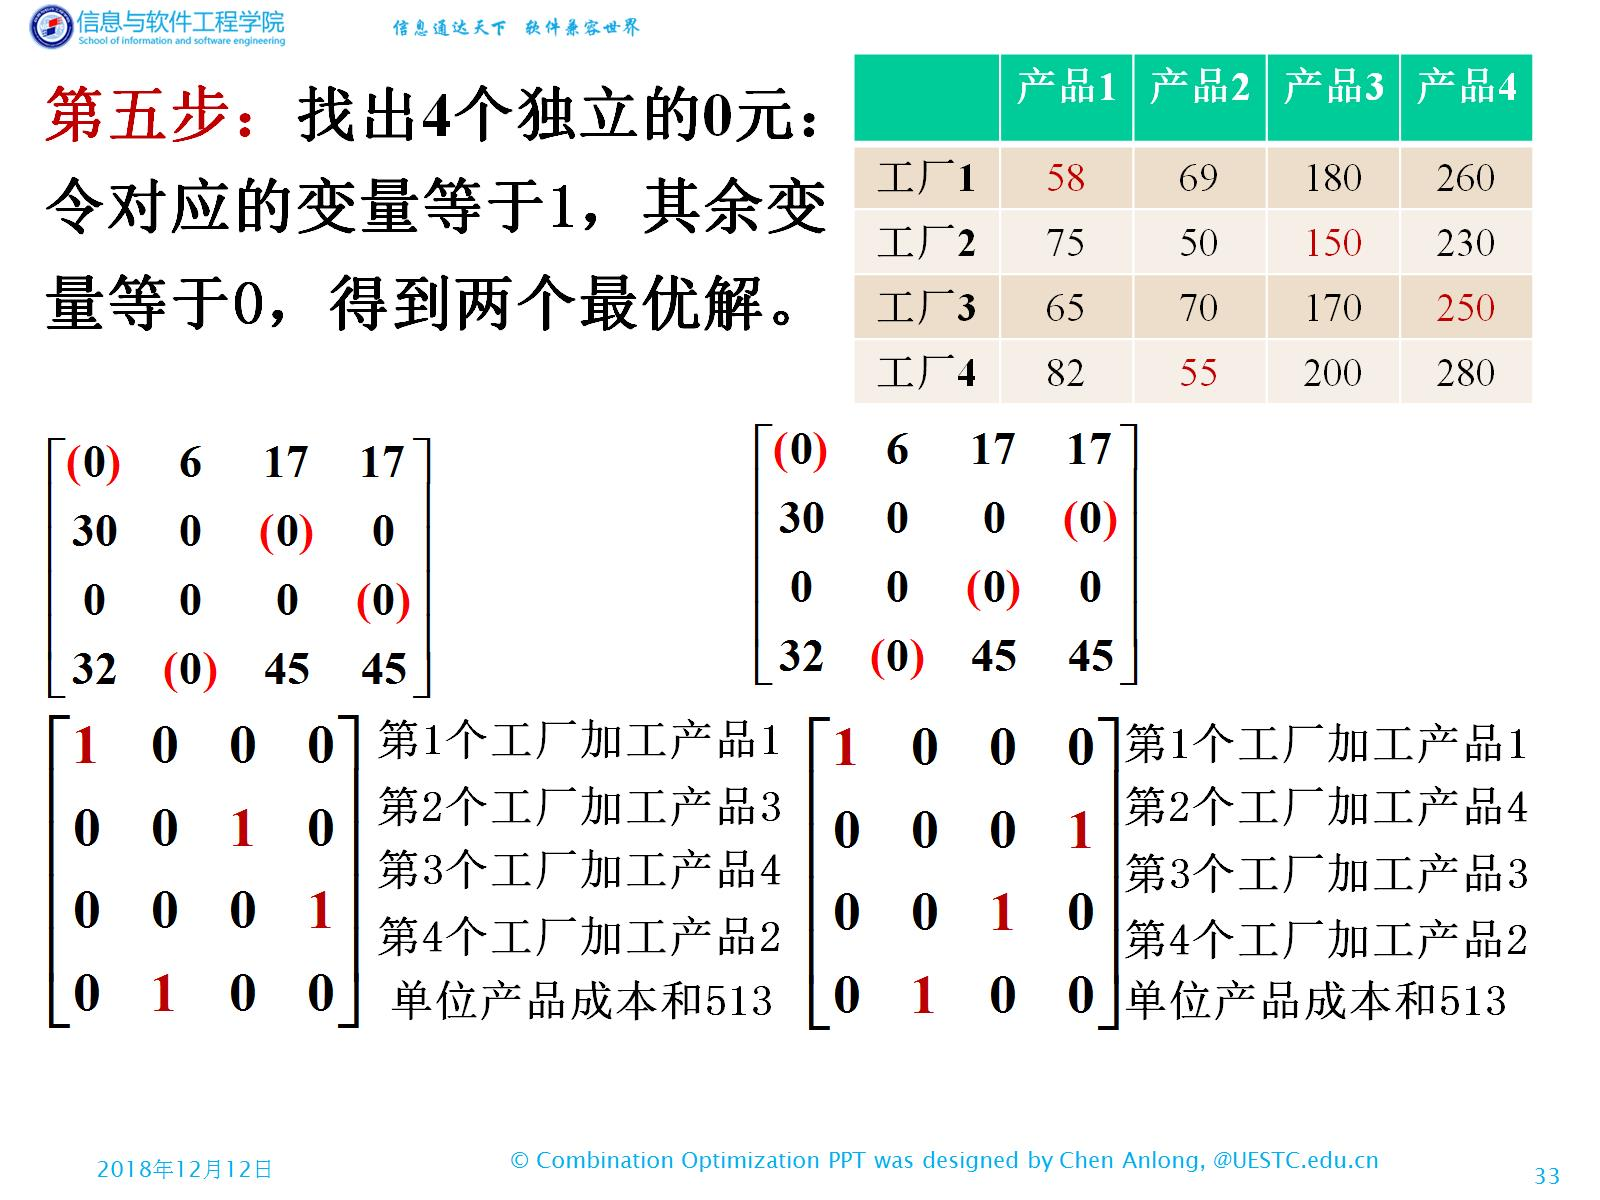 信息与软件工程学院
School of information and software engineering
信息通达天下 软件兼容世界
第五步：找出4个独立的0元：
令对应的变量等于1，其余变
量等于0，得到两个最优解。
产品1 产品2 产品3 产品4
工厂1 58 69 180 260
工厂2 75 50 150 230
工厂3 65 70 170 250
工厂4 82 55 200 280
(0) 6 17 17
30 0 (0) 0
0 0 0 (0)
32 (0) 45 45
(0) 6 17 17
30 0 0 (0)
0 0 (0) 0
32 (0) 45 45
1 0 0 0
0 0 1 0
0 0 0 1
0 1 0 0
第1个工厂加工产品1
第2个工厂加工产品3
第3个工厂加工产品4
第4个工厂加工产品2
单位产品成本和513
1 0 0 0
0 0 0 1
0 0 1 0
0 1 0 0
第1个工厂加工产品1
第2个工厂加工产品4
第3个工厂加工产品3
第4个工厂加工产品2
单位产品成本和513
2018年12月12日
© Combination Optimization PPT was designed by Chen Anlong, @UESTC.edu.cn
33